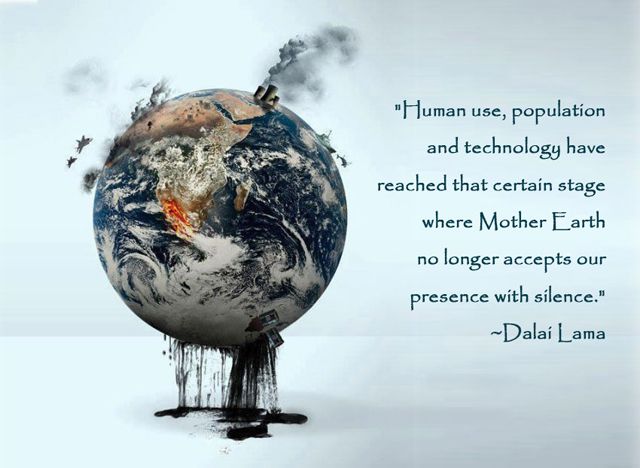 "Human use, population
and technology have
reached that certain stage
where Mother Earth
no longer accepts our
presence with silence."
~Dalai Lama